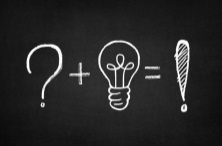 ? + = !